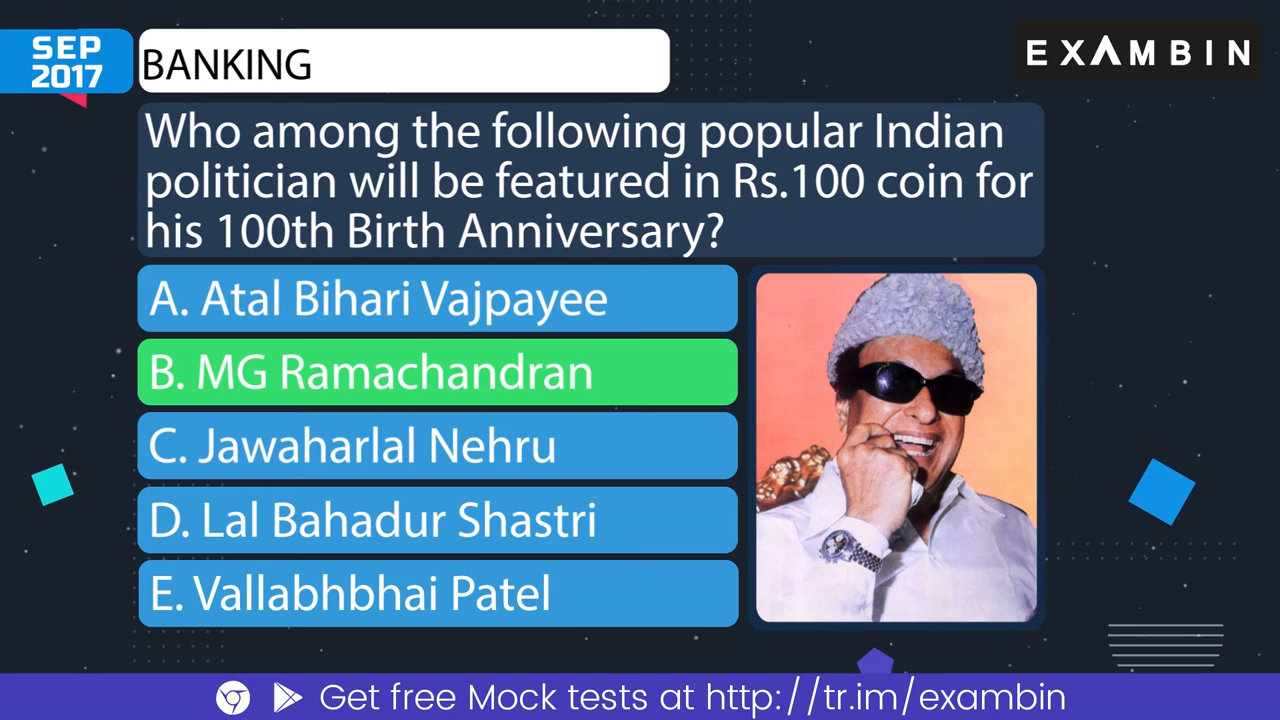 SEP
2017
BANKING
EXAMBIN
Who among the following popular Indian
politician will be featured in Rs.100 coin for
his 100th Birth Anniversary?
A. Atal Bihari Vajpayee
B. MG Ramachandran
C. Jawaharlal Nehru
D. Lal Bahadur Shastri
E. Vallabhbhai Patel
Get free Mock tests at http://tr.im/exambin